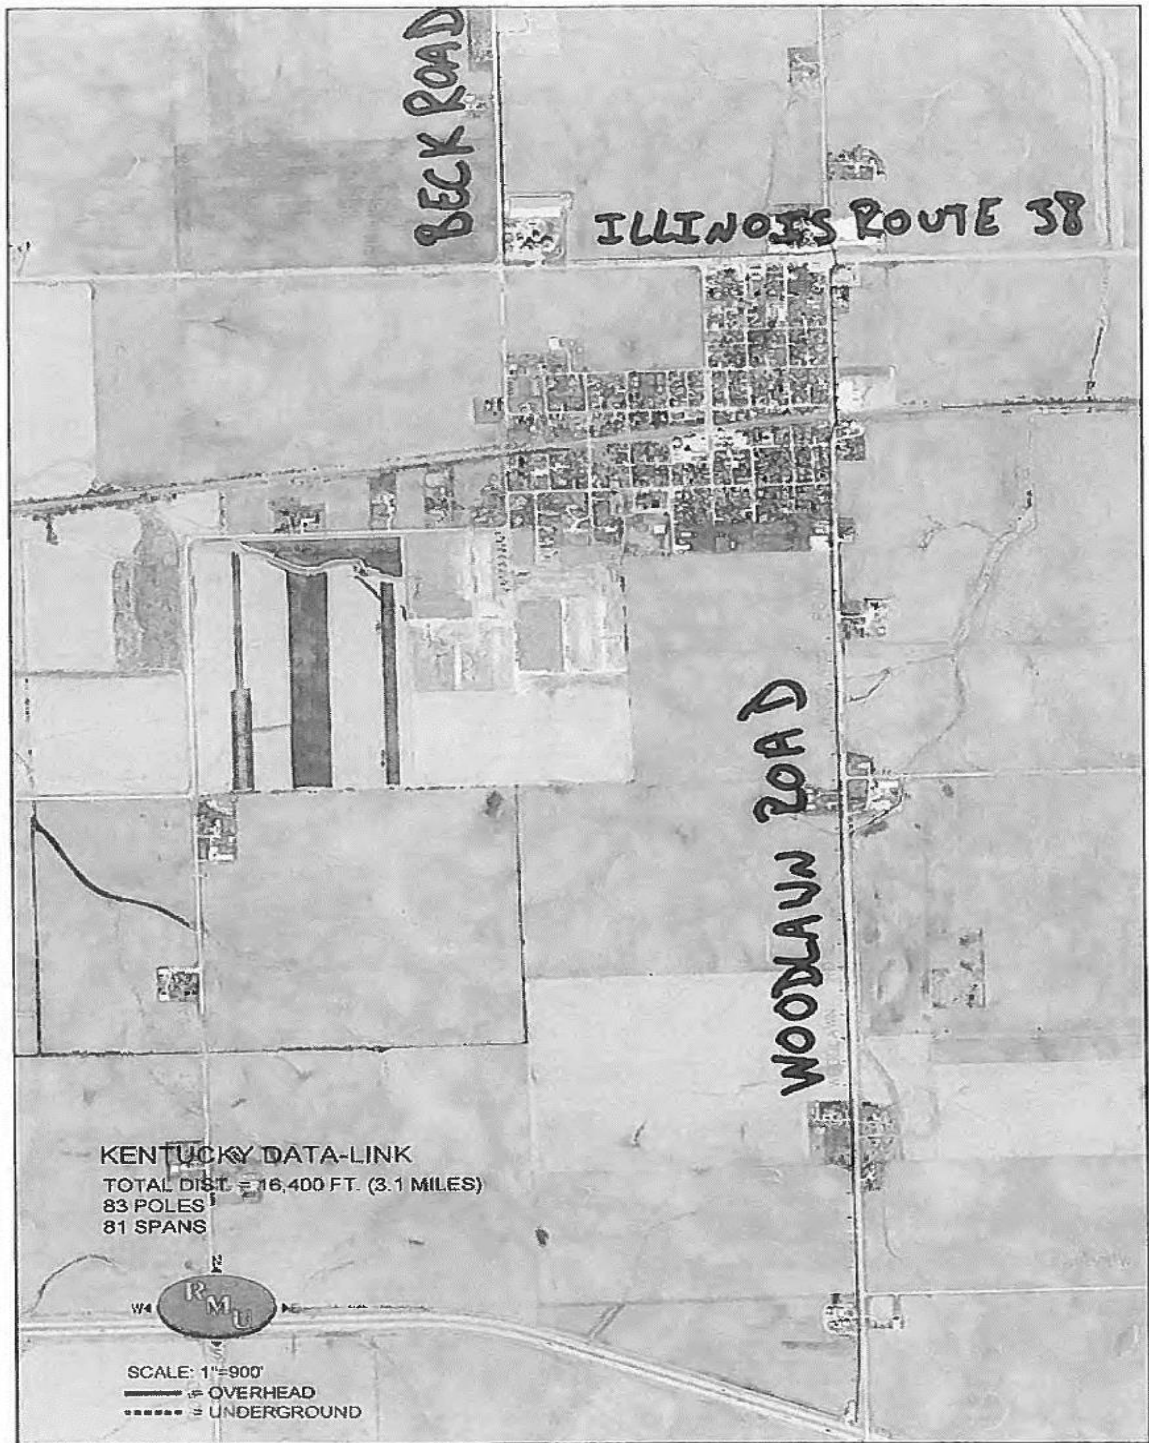 BECK ROAD
ILLINOIS ROUTE 38
WOODLAWN ROAD
KENTUCKY DATA-LINK
TOTAL DIST. = 16,400 FT. (3.1 MILES)
83 POLES
81 SPANS
N
W
RMU
E
S
SCALE: 1"=900'
= OVERHEAD
= UNDERGROUND